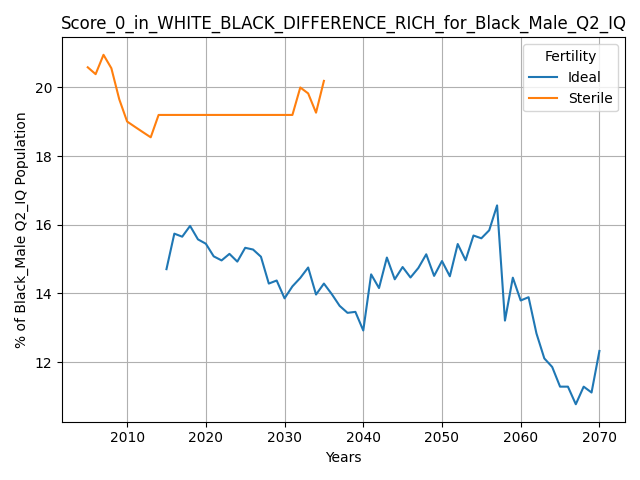 Score_0_in_WHITE_BLACK_DIFFERENCE_RICH_for_Black_Male_Q2_IQ
Fertility
Ideal
Sterile
% of Black_Male Q2_IQ Population
20
18
16
14
12
2010 2020 2030 2040 2050 2060 2070
Years